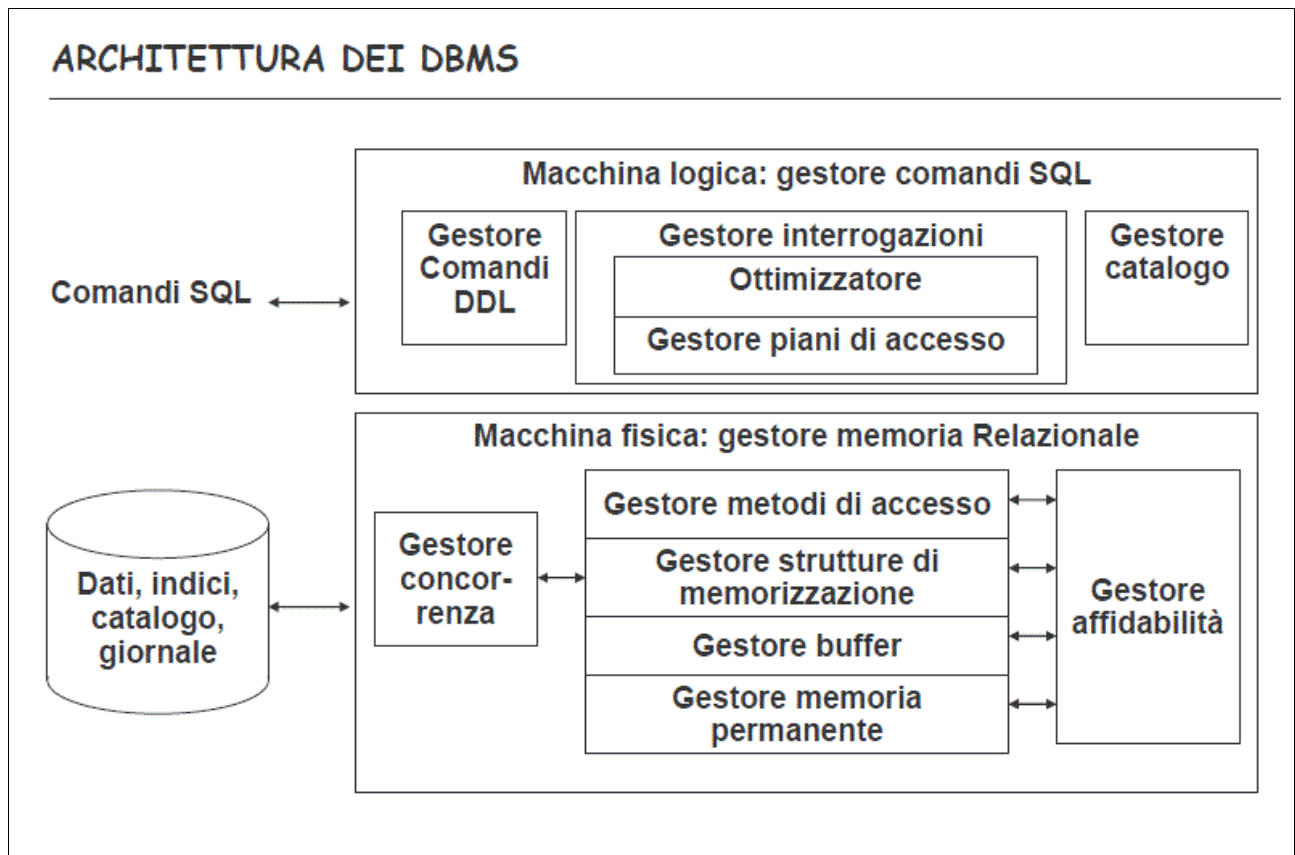 ARCHITETTURA DEI DBMS
Macchina logica: gestore comandi SQL
Comandi SQL
Gestore
Comandi
DDL
Gestore interrogazioni
Ottimizzatore
Gestore piani di accesso
Gestore
catalogo
Macchina fisica: gestore memoria Relazionale
Dati, indici,
catalogo,
giornale
Gestore
concor-
renza
Gestore metodi di accesso
Gestore strutture di
memorizzazione
Gestore buffer
Gestore memoria
permanente
Gestore
affidabilità